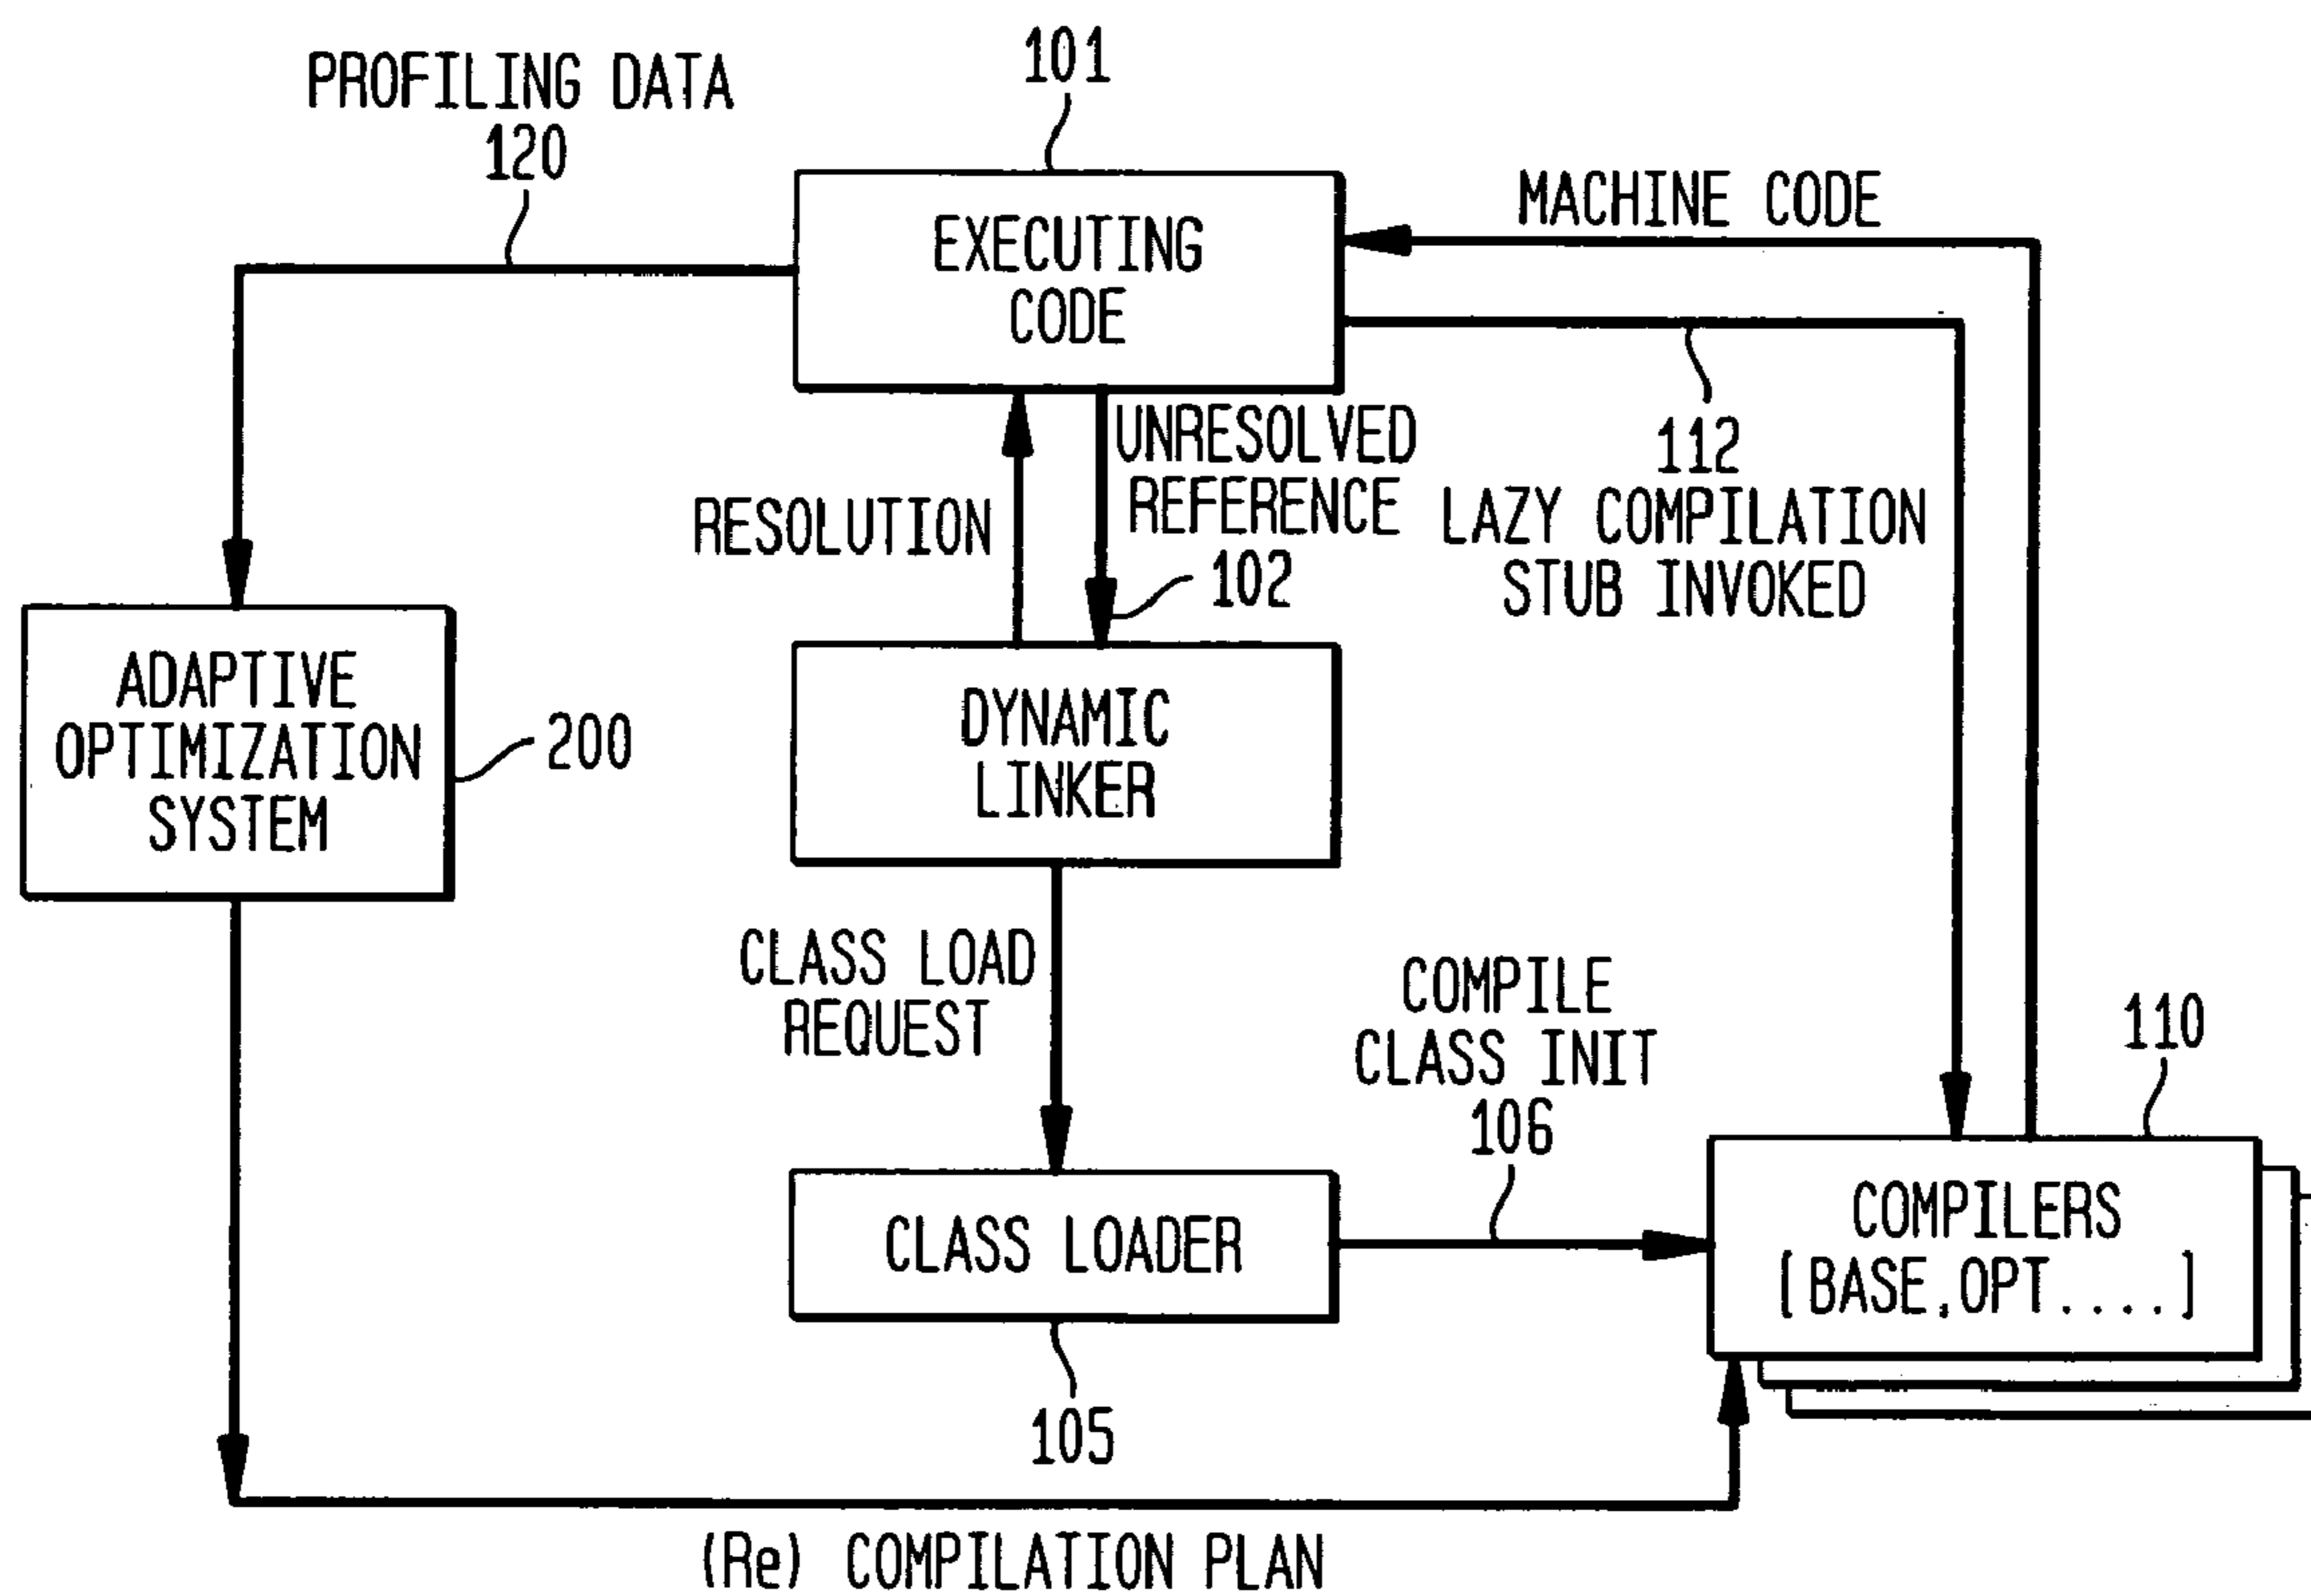 PROFILING DATA
120
101
MACHINE CODE
EXECUTING
CODE
112
LAZY COMPILATION
STUB INVOKED
UNRESOLVED
REFERENCE
102
RESOLUTION
ADAPTIVE
OPTIMIZATION
SYSTEM
200
DYNAMIC
LINKER
CLASS LOAD
REQUEST
COMPILE
CLASS INIT
106
110
CLASS LOADER
105
COMPILERS
[BASE,OPT....]
(Re) COMPILATION PLAN